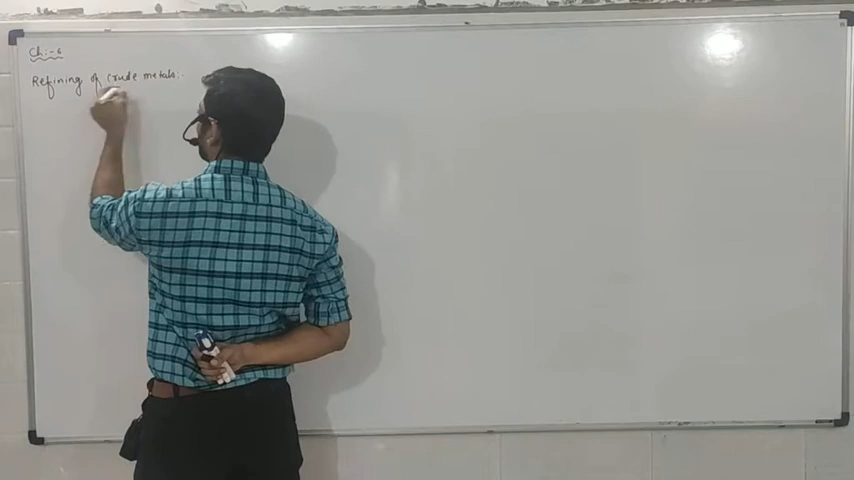 Ch:- 6
Refining of crude metals:-